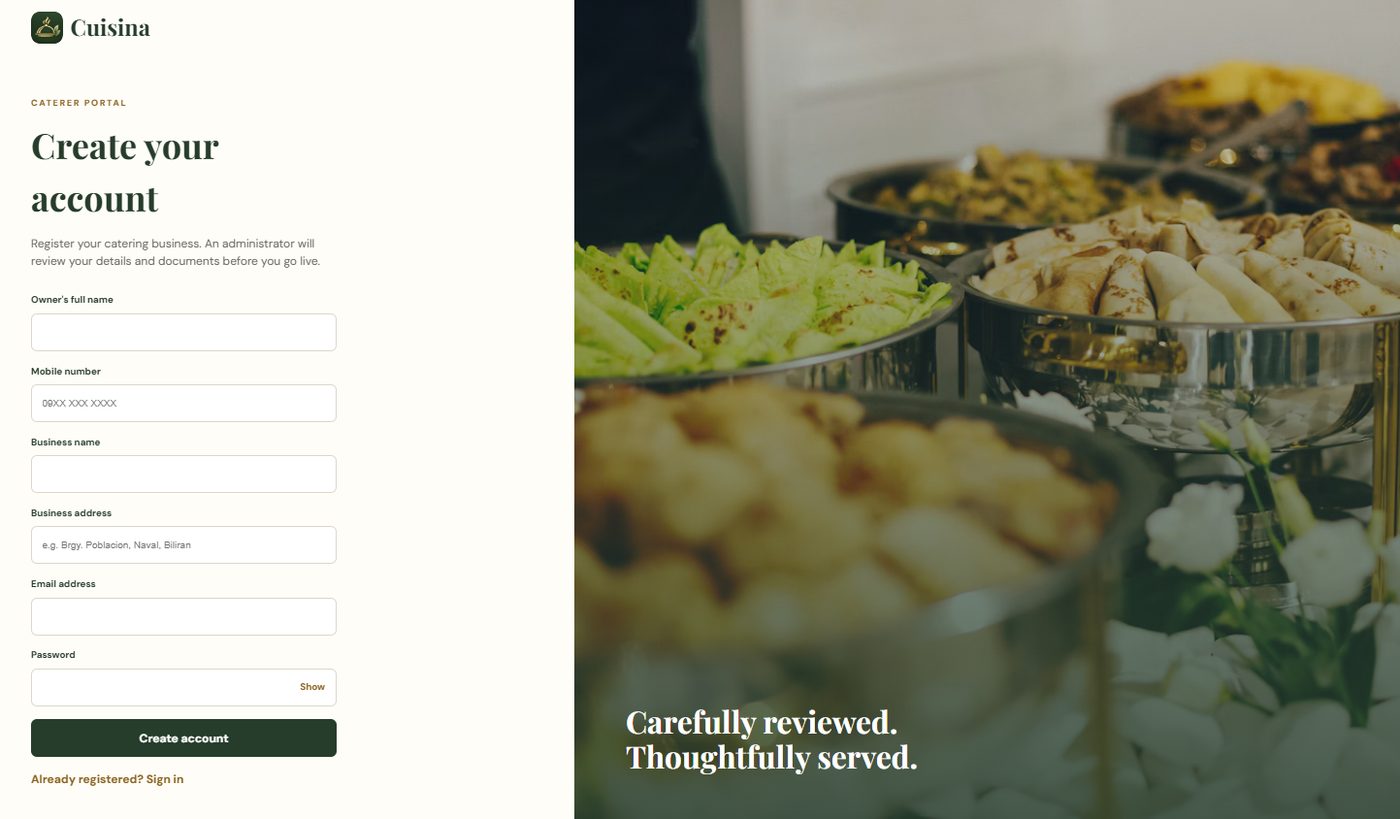 Cuisina
CATERER PORTAL
Create your
account
Register your catering business. An administrator will
review your details and documents before you go live.
Owner's full name
Mobile number
09XX XXX XXXX
Business name
Business address
e.g. Brgy. Poblacion, Naval, Biliran
Email address
Password
Show
Create account
Already registered? Sign in
Carefully reviewed.
Thoughtfully served.